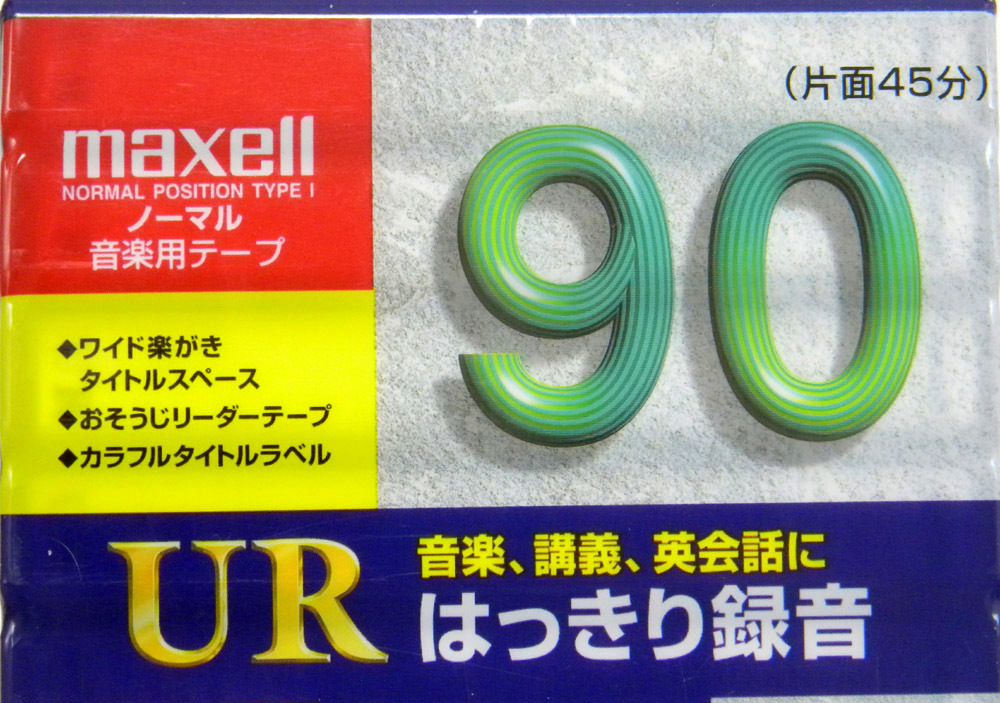 maxell
NORMAL POSITION TYPE I
ノーマル
音楽用テープ
◆ワイド楽がき
タイトルスペース
◆おそうじリーダーテープ
◆カラフルタイトルラベル
(片面45分)
90
UR
音楽、講義、英会話に
はっきり録音